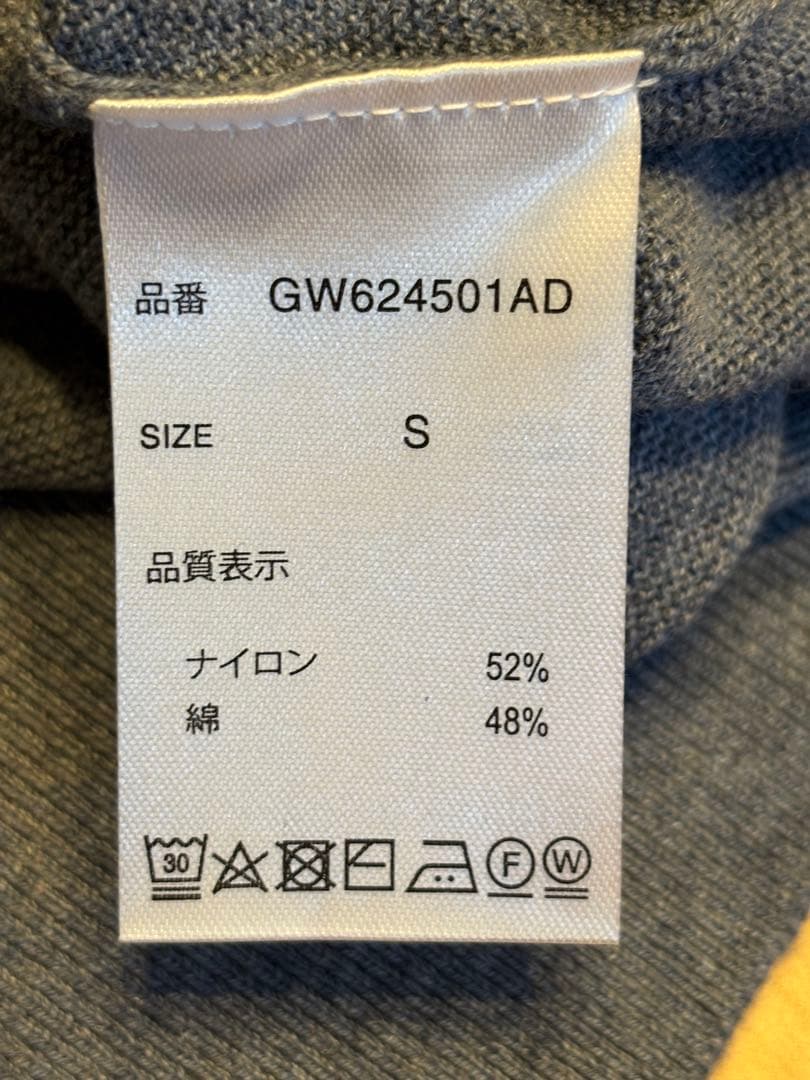 品番 GW624501AD
SIZE S
品質表示
ナイロン 52%
綿 48%
30 F W